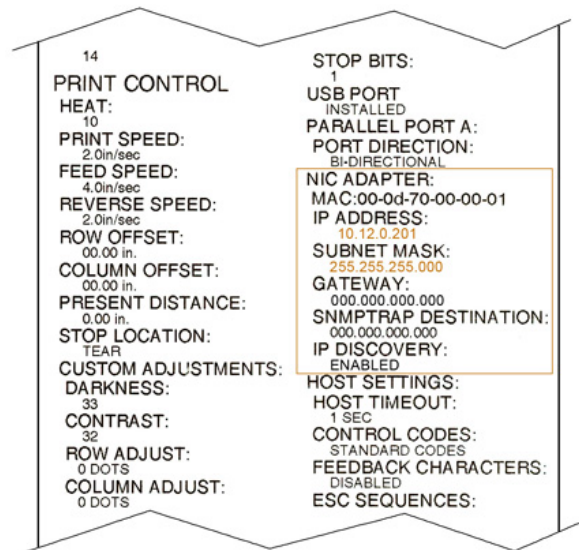 14
PRINT CONTROL
HEAT:
10
PRINT SPEED:
2.0in/sec
FEED SPEED:
4.0in/sec
REVERSE SPEED:
2.0in/sec
ROW OFFSET:
00.00 in.
COLUMN OFFSET:
00.00 in.
PRESENT DISTANCE:
0.00 in.
STOP LOCATION:
TEAR
CUSTOM ADJUSTMENTS:
DARKNESS:
33
CONTRAST:
32
ROW ADJUST:
0 DOTS
COLUMN ADJUST:
0 DOTS
STOP BITS:
1
USB PORT
INSTALLED
PARALLEL PORT A:
PORT DIRECTION:
BI-DIRECTIONAL
NIC ADAPTER:
MAC:00-0d-70-00-00-01
IP ADDRESS:
10.12.0.201
SUBNET MASK:
255.255.255.000
GATEWAY:
000.000.000.000
SNMPTRAP DESTINATION:
000.000.000.000
IP DISCOVERY:
ENABLED
HOST SETTINGS:
HOST TIMEOUT:
1 SEC
CONTROL CODES:
STANDARD CODES
FEEDBACK CHARACTERS:
DISABLED
ESC SEQUENCES: